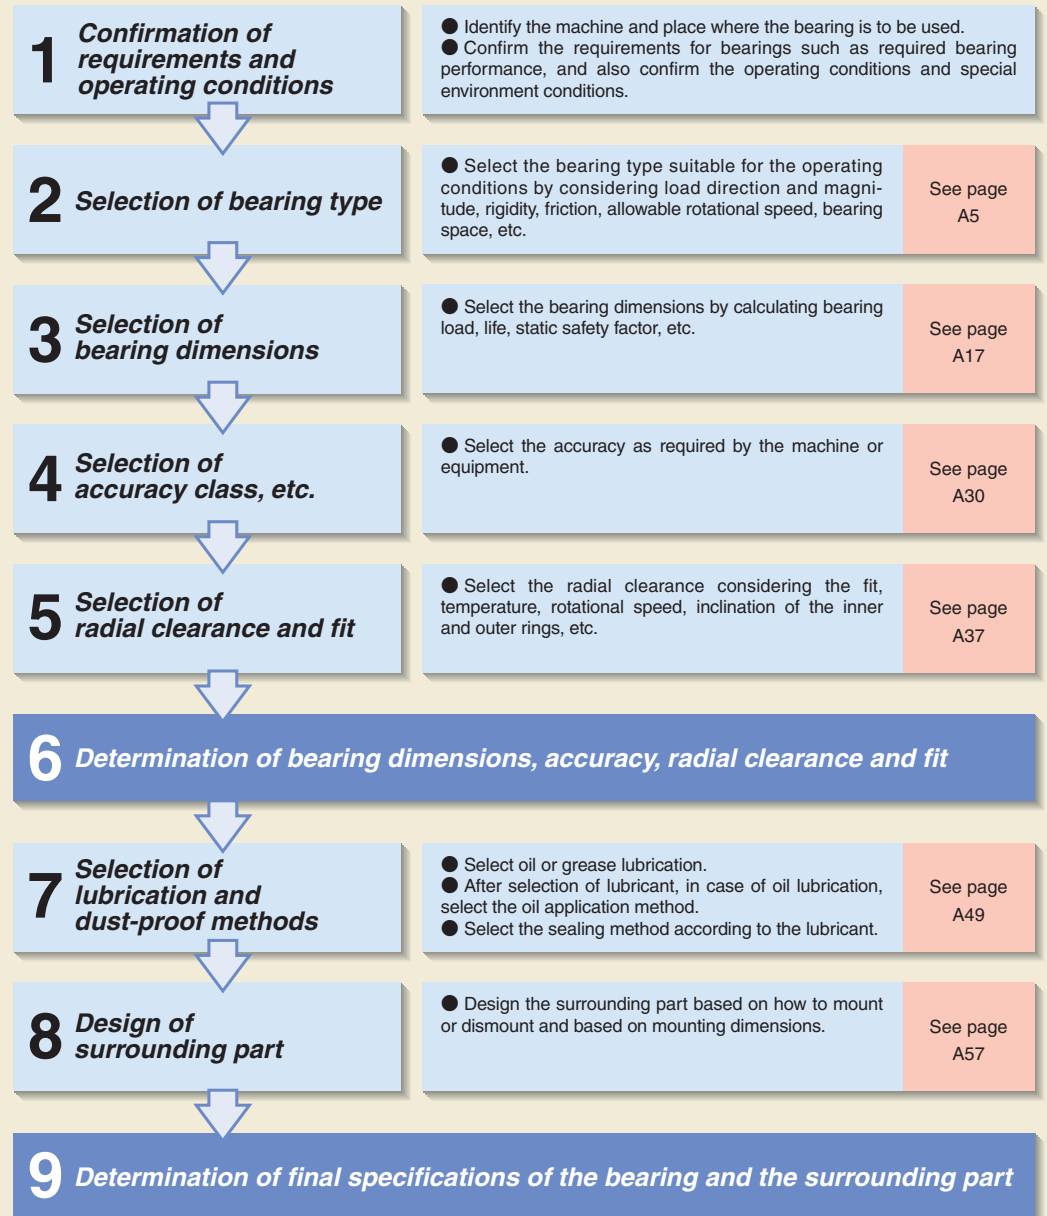 1
Confirmation of
requirements and
operating conditions
● Identify the machine and place where the bearing is to be used.
● Confirm the requirements for bearings such as required bearing
performance, and also confirm the operating conditions and special
environment conditions.
2
Selection of bearing type
● Select the bearing type suitable for the operating
conditions by considering load direction and magni-
tude, rigidity, friction, allowable rotational speed, bearing
space, etc.
See page
A5
3
Selection of
bearing dimensions
● Select the bearing dimensions by calculating bearing
load, life, static safety factor, etc.
See page
A17
4
Selection of
accuracy class, etc.
● Select the accuracy as required by the machine or
equipment.
See page
A30
5
Selection of
radial clearance and fit
● Select the radial clearance considering the fit,
temperature, rotational speed, inclination of the inner
and outer rings, etc.
See page
A37
6 Determination of bearing dimensions, accuracy, radial clearance and fit
7
Selection of
lubrication and
dust-proof methods
● Select oil or grease lubrication.
● After selection of lubricant, in case of oil lubrication,
select the oil application method.
● Select the sealing method according to the lubricant.
See page
A49
8
Design of
surrounding part
● Design the surrounding part based on how to mount
or dismount and based on mounting dimensions.
See page
A57
9 Determination of final specifications of the bearing and the surrounding part